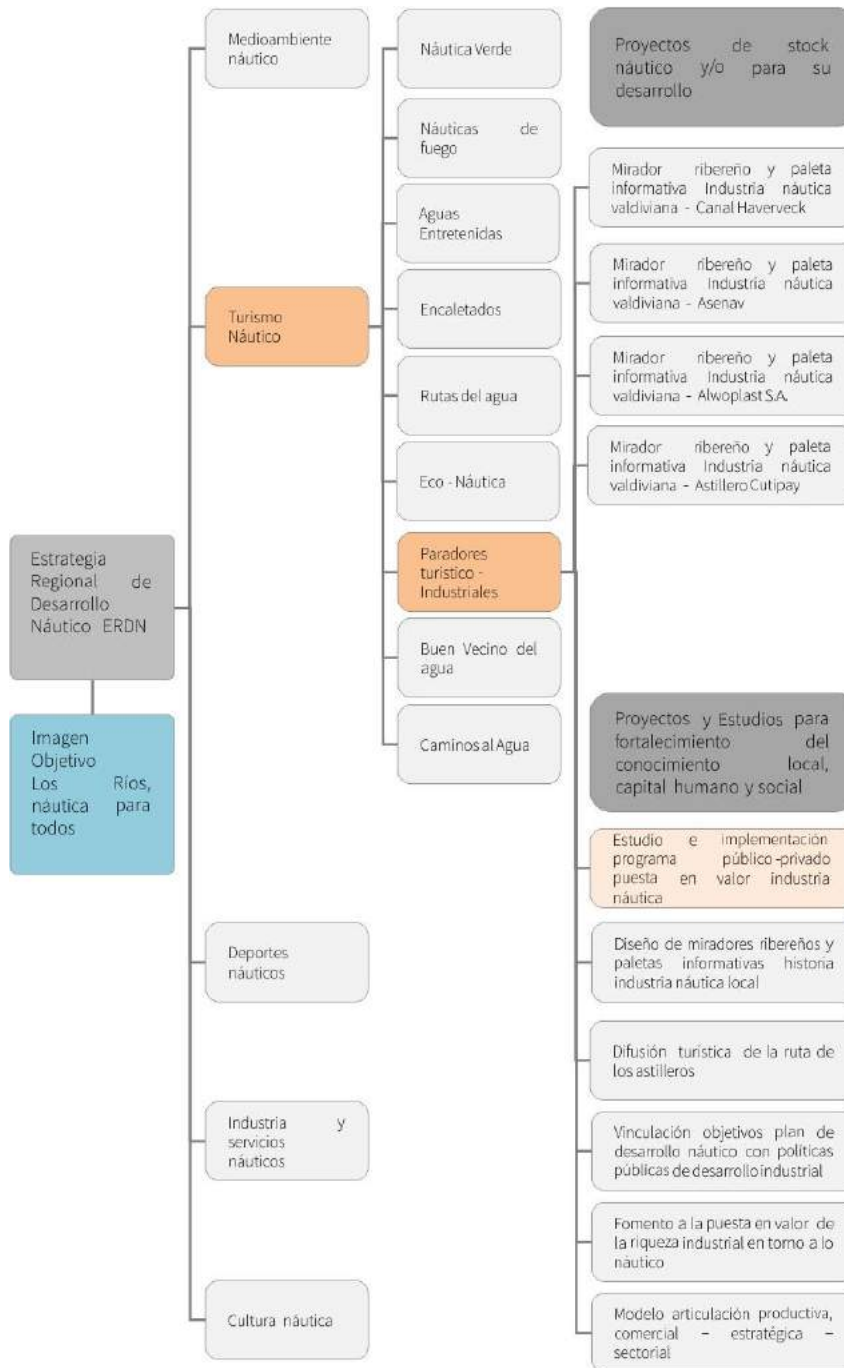 Estrategia
Regional de
Desarrollo
Náutico ERDN
Imagen
Objetivo
Los Ríos,
náutica para
todos
Medioambiente
náutico
Turismo
Náutico
Deportes
náuticos
Industria y
servicios
náuticos
Cultura náutica
Náutica Verde
Náuticas de
fuego
Aguas
Entretenidas
Encaletados
Rutas del agua
Eco - Náutica
Paradores
turístico -
Industriales
Buen Vecino del
agua
Caminos al Agua
Proyectos de stock
náutico y/o para su
desarrollo
Mirador ribereño y paleta
informativa Industria náutica
valdiviana - Canal Haverveck
Mirador ribereño y paleta
informativa Industria náutica
valdiviana - Asenav
Mirador ribereño y paleta
informativa Industria náutica
valdiviana - Alwoplast S.A.
Mirador ribereño y paleta
informativa Industria náutica
valdiviana - Astillero Cutipay
Proyectos y Estudios para
fortalecimiento del
conocimiento local,
capital humano y social
Estudio e implementación
programa público-privado
puesta en valor industria
náutica
Diseño de miradores ribereños y
paletas informativas historia
industria náutica local
Difusión turística de la ruta de
los astilleros
Vinculación objetivos plan de
desarrollo náutico con políticas
públicas de desarrollo industrial
Fomento a la puesta en valor de
la riqueza industrial en torno a lo
náutico
Modelo articulación productiva,
comercial – estratégica –
sectorial